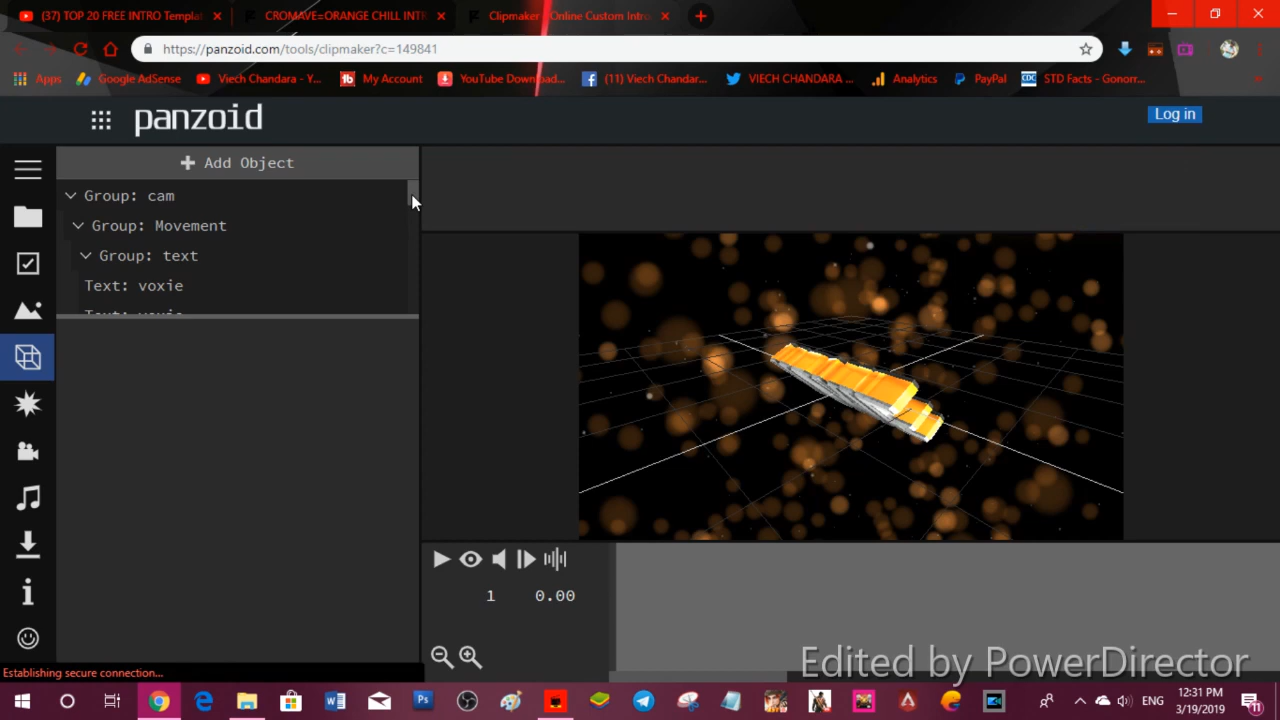 (37) TOP 20 FREE INTRO Templat
CROMAVE=ORANGE CHILL INTR
Clipmaker - Online Custom Intro
https://panzoid.com/tools/clipmaker?c=149841
Apps
Google AdSense
Viech Chandara - Y...
My Account
YouTube Download...
(11) Viech Chandar...
VIECH CHANDARA ...
Analytics
PayPal
STD Facts - Gonorr...
panzoid
Log in
Add Object
Group: cam
Group: Movement
Group: text
Text: voxie
Text: voxie
1 0.00
Edited by PowerDirector
Establishing secure connection...
ENG
12:31 PM
3/19/2019
11